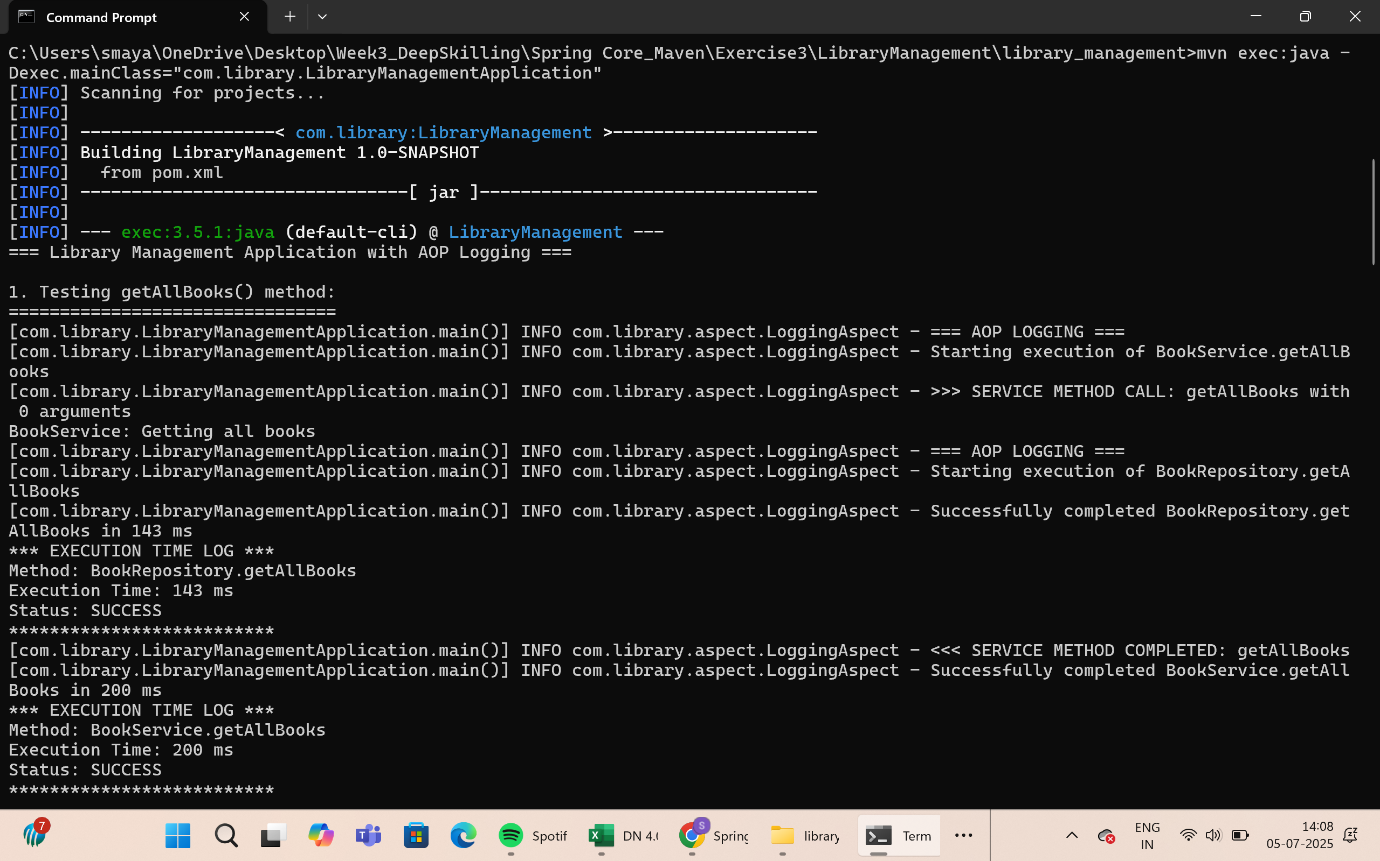 Command Prompt
C:\Users\smaya\OneDrive\Desktop\Week3_DeepSkilling\Spring Core_Maven\Exercise3\LibraryManagement\library_management>mvn exec:java -
Dexec.mainClass="com.library.LibraryManagementApplication"
[INFO] Scanning for projects...
[INFO]
[INFO] -------------------< com.library:LibraryManagement >--------------------
[INFO] Building LibraryManagement 1.0-SNAPSHOT
[INFO]   from pom.xml
[INFO] --------------------------------[ jar ]---------------------------------
[INFO]
[INFO] --- exec:3.5.1:java (default-cli) @ LibraryManagement ---
=== Library Management Application with AOP Logging ===
1. Testing getAllBooks() method:
================================
[com.library.LibraryManagementApplication.main()] INFO com.library.aspect.LoggingAspect - === AOP LOGGING ===
[com.library.LibraryManagementApplication.main()] INFO com.library.aspect.LoggingAspect - Starting execution of BookService.getAllB
ooks
[com.library.LibraryManagementApplication.main()] INFO com.library.aspect.LoggingAspect - >>> SERVICE METHOD CALL: getAllBooks with
 0 arguments
BookService: Getting all books
[com.library.LibraryManagementApplication.main()] INFO com.library.aspect.LoggingAspect - === AOP LOGGING ===
[com.library.LibraryManagementApplication.main()] INFO com.library.aspect.LoggingAspect - Starting execution of BookRepository.getA
llBooks
[com.library.LibraryManagementApplication.main()] INFO com.library.aspect.LoggingAspect - Successfully completed BookRepository.get
AllBooks in 143 ms
*** EXECUTION TIME LOG ***
Method: BookRepository.getAllBooks
Execution Time: 143 ms
Status: SUCCESS
**************************
[com.library.LibraryManagementApplication.main()] INFO com.library.aspect.LoggingAspect - <<< SERVICE METHOD COMPLETED: getAllBooks
[com.library.LibraryManagementApplication.main()] INFO com.library.aspect.LoggingAspect - Successfully completed BookService.getAll
Books in 200 ms
*** EXECUTION TIME LOG ***
Method: BookService.getAllBooks
Execution Time: 200 ms
Status: SUCCESS
**************************
7
Spotif
DN 4.(
S
Spring
library
Term
ENG
IN
14:08
05-07-2025